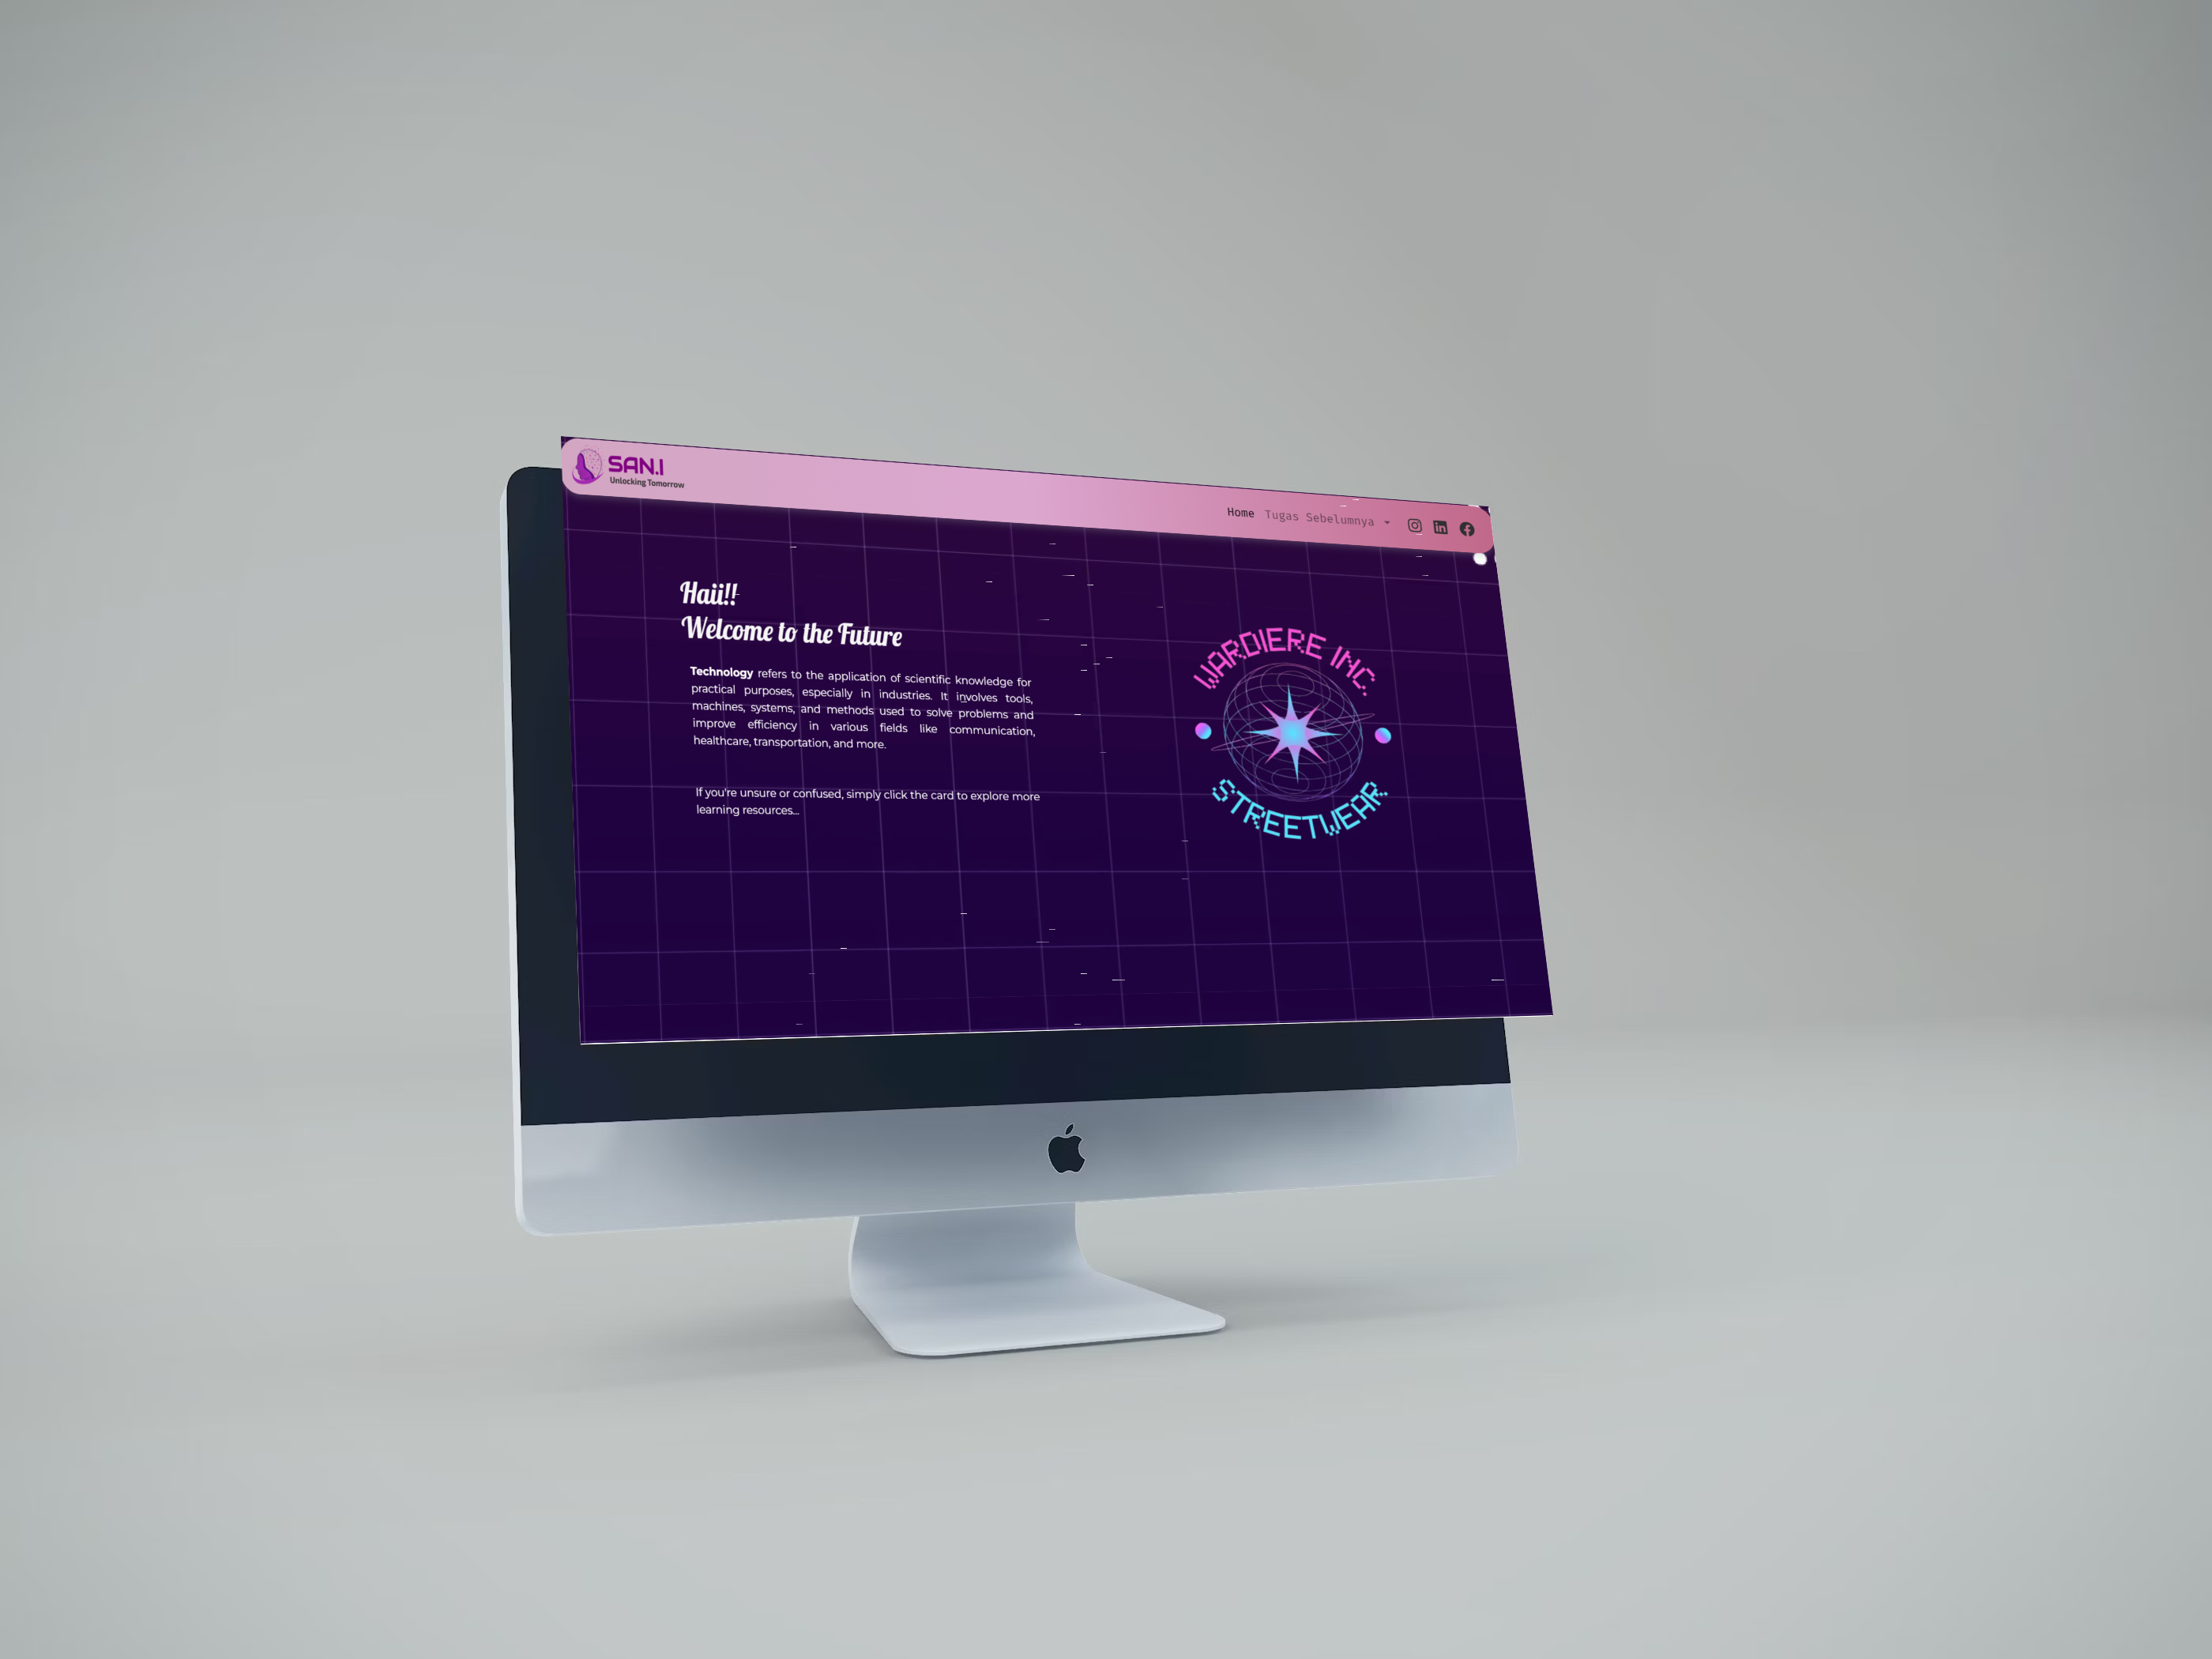 SAN.I
Unlocking Tomorrow
Home Tugas Sebelumnya
Haii!!
Welcome to the Future
Technology refers to the application of scientific knowledge for
practical purposes, especially in industries. It involves tools,
machines, systems, and methods used to solve problems and
improve efficiency in various fields like communication,
healthcare, transportation, and more.
If you're unsure or confused, simply click the card to explore more
learning resources...
WARDIERE INC.
STREETWEAR